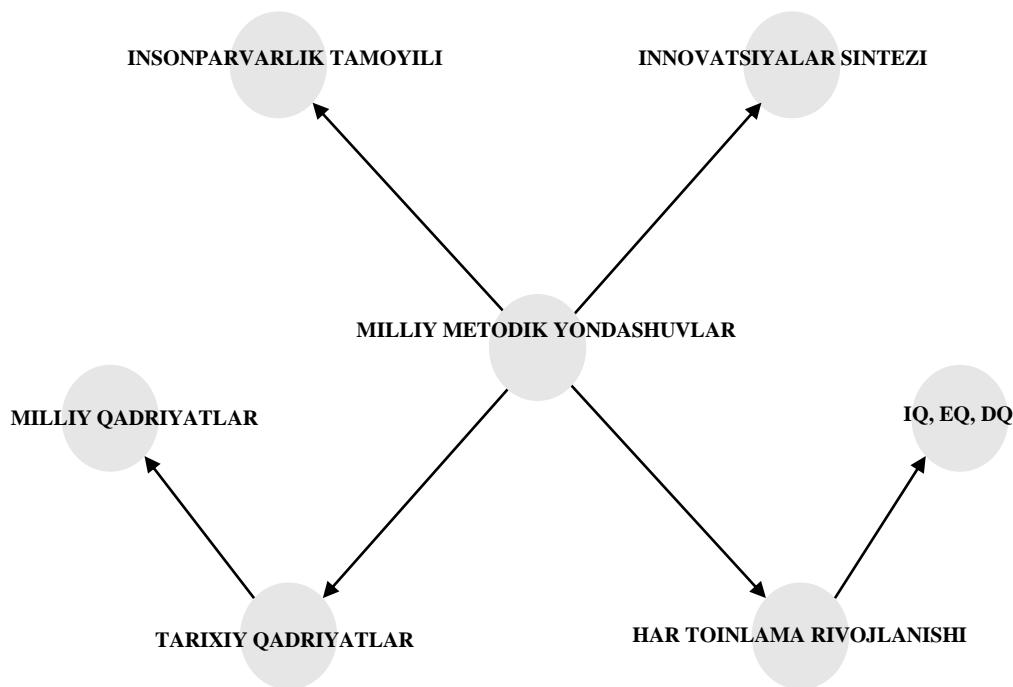 INSONPARVARLIK TAMOYILI
INNOVATSIYALAR SINTEZI
MILLIY METODIK YONDASHUVLAR
MILLIY QADRIYATLAR
IQ, EQ, DQ
TARIXIY QADRIYATLAR
HAR TOINLAMA RIVOJLANISHI